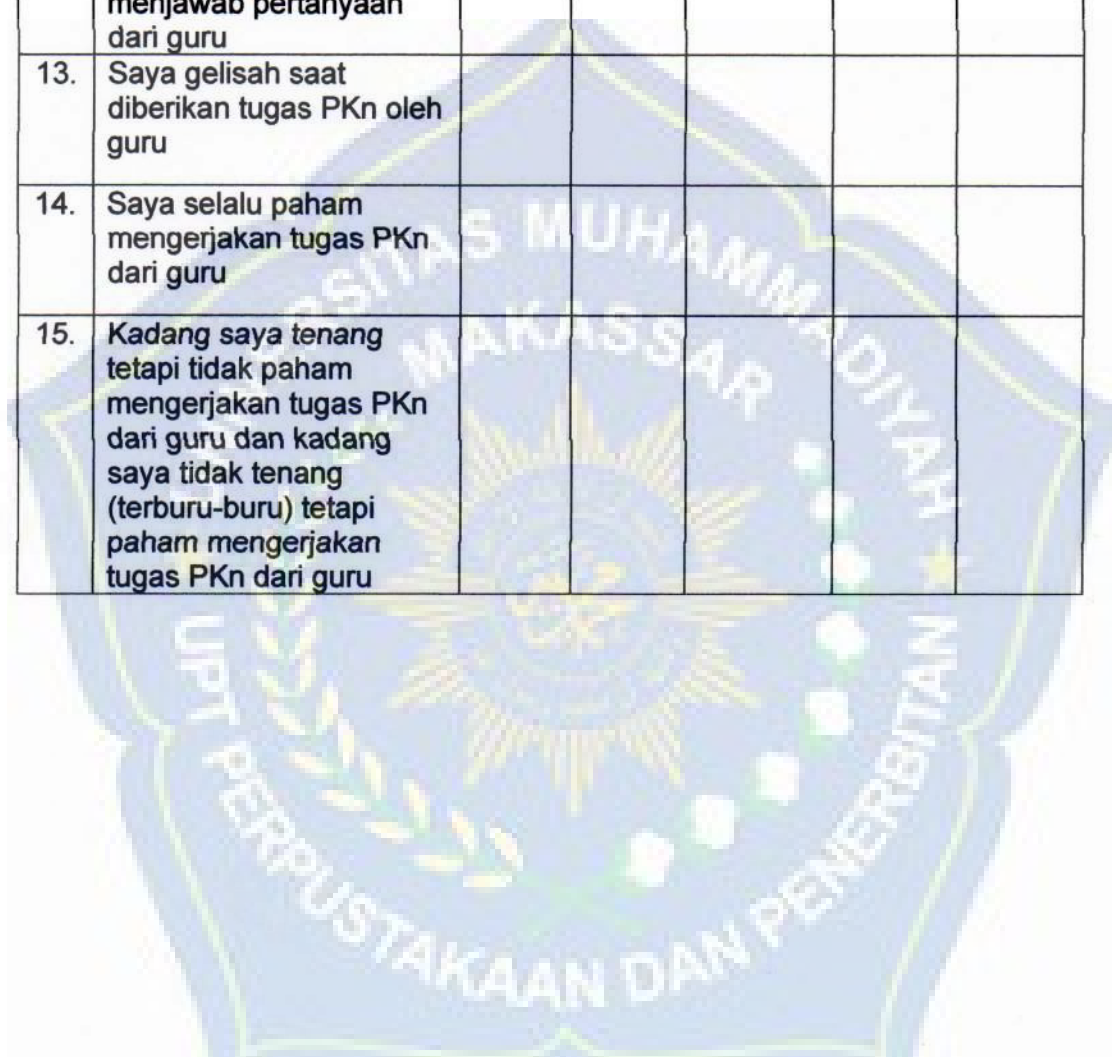 menjawab pertanyaan
dari guru
13. Saya gelisah saat
diberikan tugas PKn oleh
guru
14. Saya selalu paham
mengerjakan tugas PKn
dari guru
15. Kadang saya tenang
tetapi tidak paham
mengerjakan tugas PKn
dari guru dan kadang
saya tidak tenang
(terburu-buru) tetapi
paham mengerjakan
tugas PKn dari guru
UNIVERSITAS MUHAMMADIYAH
MAKASSAR
UPT PERPUSTAKAAN DAN PENERBITAN